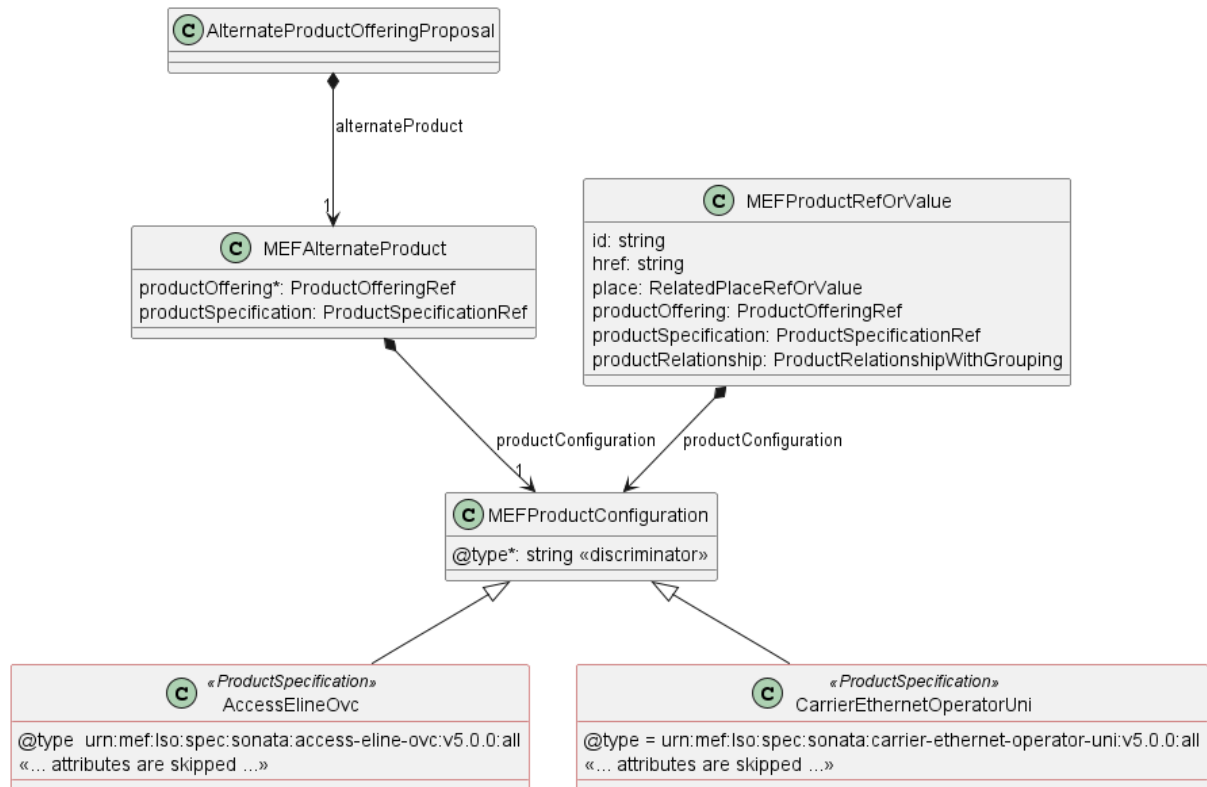 C AlternateProductOfferingProposal
alternateProduct
1
C MEFAlternateProduct
productOffering*: ProductOfferingRef
productSpecification: ProductSpecificationRef
C MEFProductRefOrValue
id: string
href: string
place: RelatedPlaceRefOrValue
productOffering: ProductOfferingRef
productSpecification: ProductSpecificationRef
productRelationship: ProductRelationshipWithGrouping
productConfiguration
1
productConfiguration
C MEFProductConfiguration
@type*: string «discriminator»
«ProductSpecification»
C AccessElineOvc
@type  urn:mef:lso:spec:sonata:access-eline-ovc:v5.0.0:all
«... attributes are skipped ...»
«ProductSpecification»
C CarrierEthernetOperatorUni
@type = urn:mef:lso:spec:sonata:carrier-ethernet-operator-uni:v5.0.0:all
«... attributes are skipped ...»